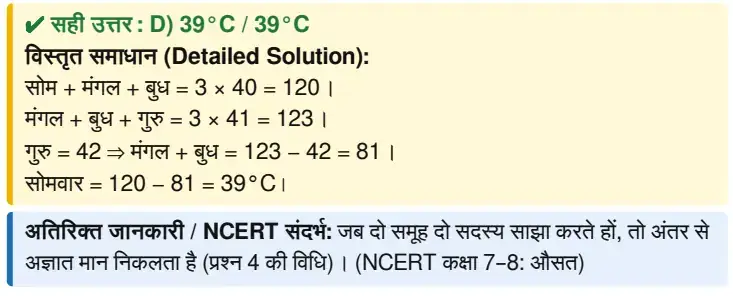 ✔ सही उत्तर : D) 39°C / 39°C
विस्तृत समाधान (Detailed Solution):
सोम + मंगल + बुध = 3 × 40 = 120 ।
मंगल + बुध + गुरु = 3 × 41 = 123 ।
गुरु = 42 ⇒ मंगल + बुध = 123 − 42 = 81 ।
सोमवार = 120 − 81 = 39°C।
अतिरिक्त जानकारी / NCERT संदर्भ: जब दो समूह दो सदस्य साझा करते हों, तो अंतर से
अज्ञात मान निकलता है (प्रश्न 4 की विधि) । (NCERT कक्षा 7–8: औसत)